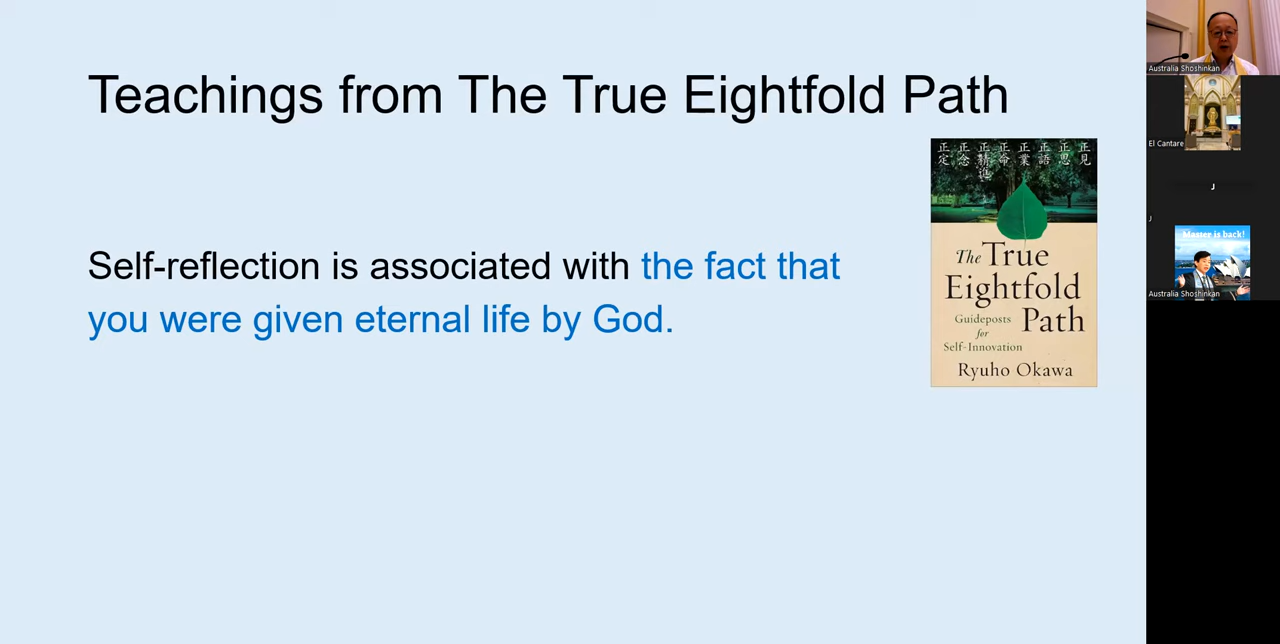 Teachings from The True Eightfold Path
Self-reflection is associated with the fact that
you were given eternal life by God.
正見
正思
正語
正業
正命
正精進
正念
正定
The True
Eightfold
Path
Guideposts
for
Self-Innovation
Ryuho Okawa
Australia Shoshinkan
El Cantare
J
J
Master is back!
Australia Shoshinkan